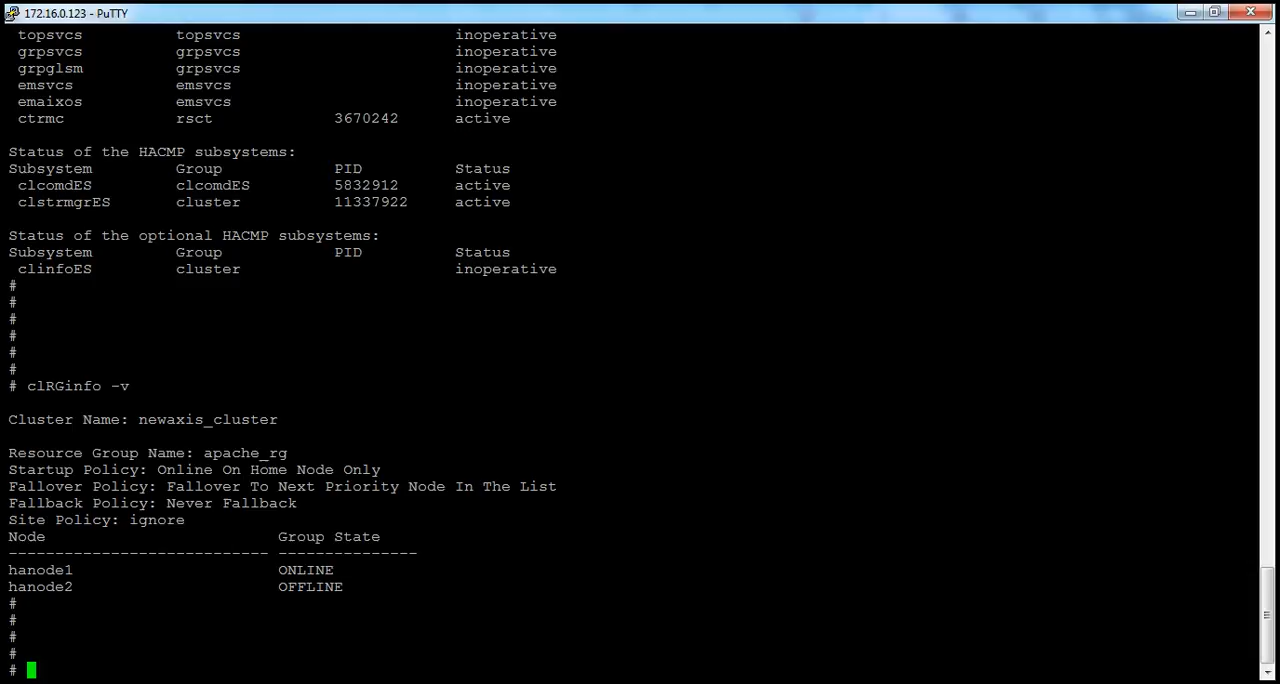 172.16.0.123 - PuTTY
topsvcs topsvcs inoperative
grpsvcs grpsvcs inoperative
grpglsm grpsvcs inoperative
emsvcs emsvcs inoperative
emaixos emsvcs inoperative
ctrmc rsct 3670242 active
Status of the HACMP subsystems:
Subsystem Group PID Status
clcomdES clcomdES 5832912 active
clstrmgrES cluster 11337922 active
Status of the optional HACMP subsystems:
Subsystem Group PID Status
clinfoES cluster inoperative
#
#
#
#
#
#
# clRGinfo -v
Cluster Name: newaxis_cluster
Resource Group Name: apache_rg
Startup Policy: Online On Home Node Only
Fallover Policy: Fallover To Next Priority Node In The List
Fallback Policy: Never Fallback
Site Policy: ignore
Node Group State
---------------------------- ---------------
hanode1 ONLINE
hanode2 OFFLINE
#
#
#
#
#